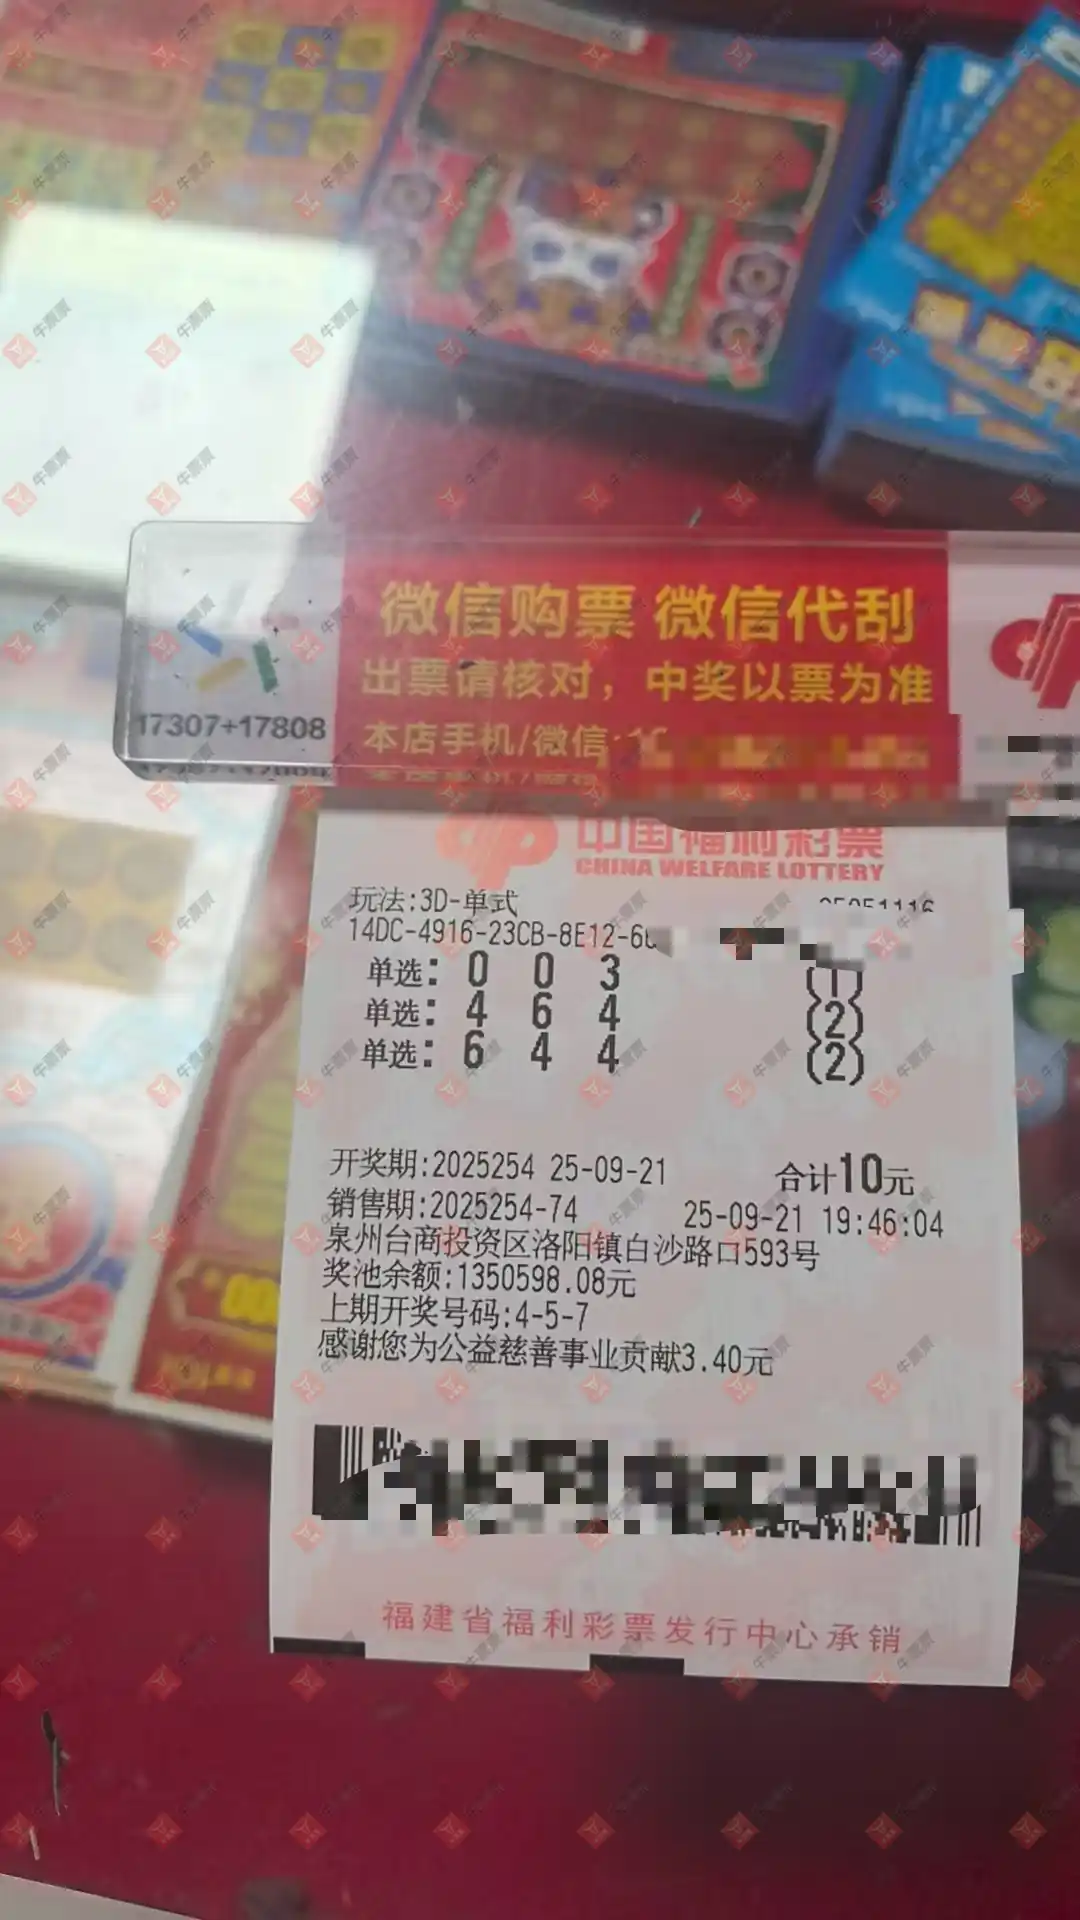 微信购票 微信代刮
出票请核对，中奖以票为准
17307+17808
本店手机/微信:
中国福利彩票
CHINA WELFARE LOTTERY
玩法:3D-单式
14DC-4916-23CB-8E12-6
单选: 0 0 3 (1)
单选: 4 6 4 (2)
单选: 6 4 4 (2)
开奖期:2025254 25-09-21 合计10元
销售期:2025254-74 25-09-21 19:46:04
泉州台商投资区洛阳镇白沙路口593号
奖池余额:1350598.08元
上期开奖号码:4-5-7
感谢您为公益慈善事业贡献3.40元
福建省福利彩票发行中心承销
牛票票